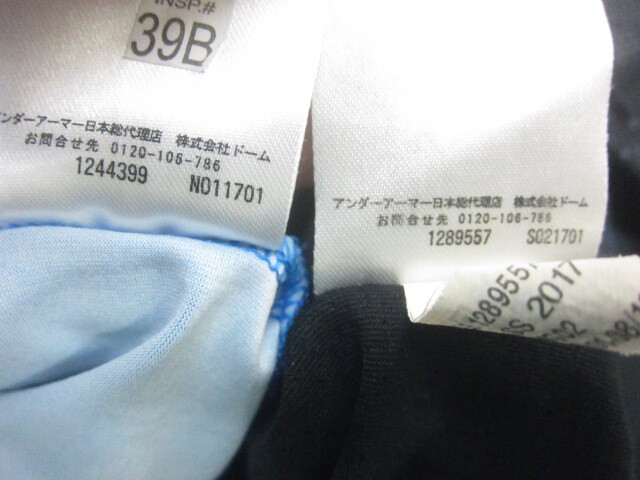 INSP.#
39B
ンダーアーマー日本総代理店 株式会社ドーム
お問合せ先 0120-106-786
1244399 N011701
アンダーアーマー日本総代理店 株式会社ドーム
お問合せ先 0120-106-786
1289557 S021701
1289557
SS 2017